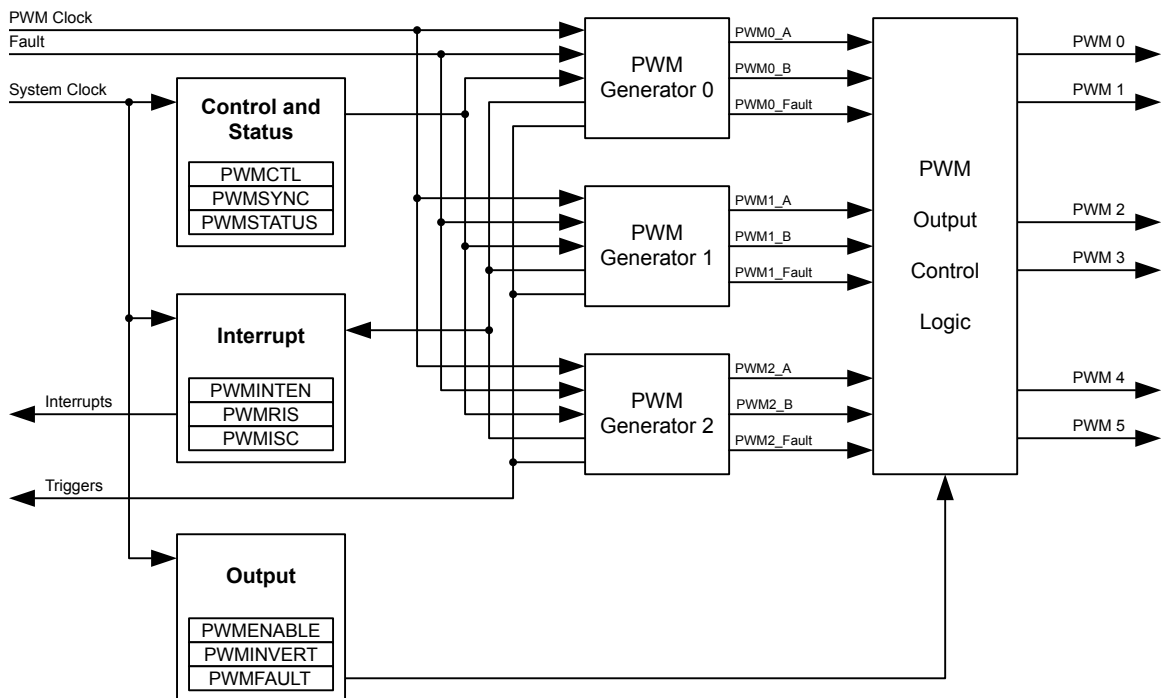 PWM Clock
Fault
System Clock
Control and
Status
PWMCTL
PWMSYNC
PWMSTATUS
Interrupt
PWMINTEN
PWMRIS
PWMISC
Interrupts
Triggers
Output
PWMENABLE
PWMINVERT
PWMFAULT
PWM
Generator 0
PWM0_A
PWM0_B
PWM0_Fault
PWM
Generator 1
PWM1_A
PWM1_B
PWM1_Fault
PWM
Generator 2
PWM2_A
PWM2_B
PWM2_Fault
PWM
Output
Control
Logic
PWM 0
PWM 1
PWM 2
PWM 3
PWM 4
PWM 5